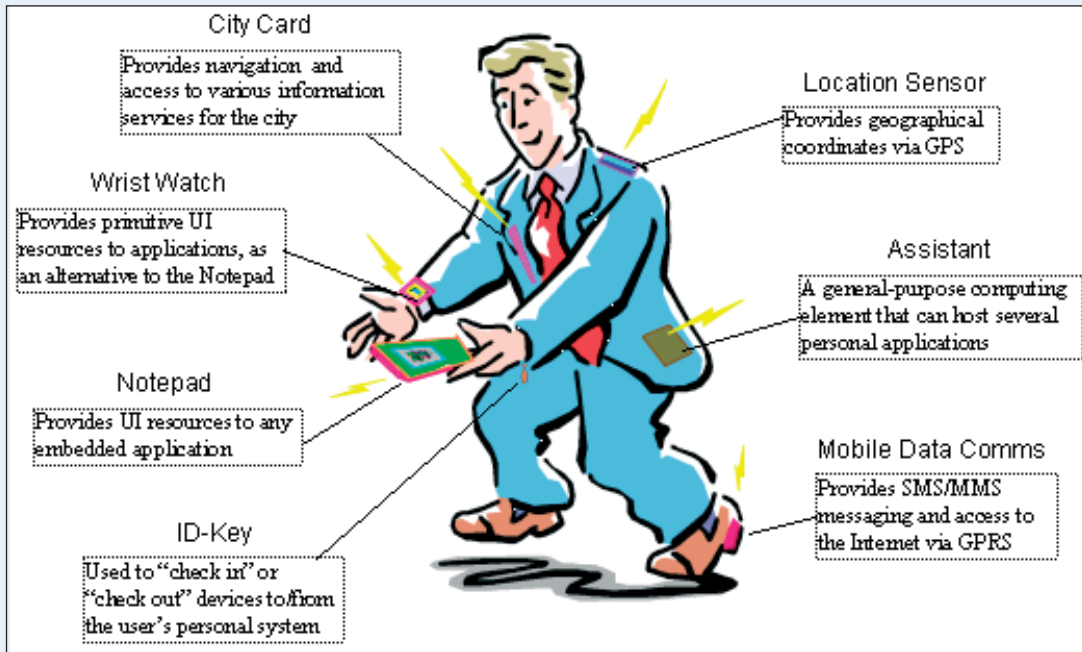 City Card
Provides navigation and
access to various information
services for the city
Wrist Watch
Provides primitive UI
resources to applications, as
an alternative to the Notepad
Notepad
Provides UI resources to any
embedded application
ID-Key
Used to “check in” or
“check out” devices to/from
the user's personal system
Location Sensor
Provides geographical
coordinates via GPS
Assistant
A general-purpose computing
element that can host several
personal applications
Mobile Data Comms
Provides SMS/MMS
messaging and access to
the Internet via GPRS